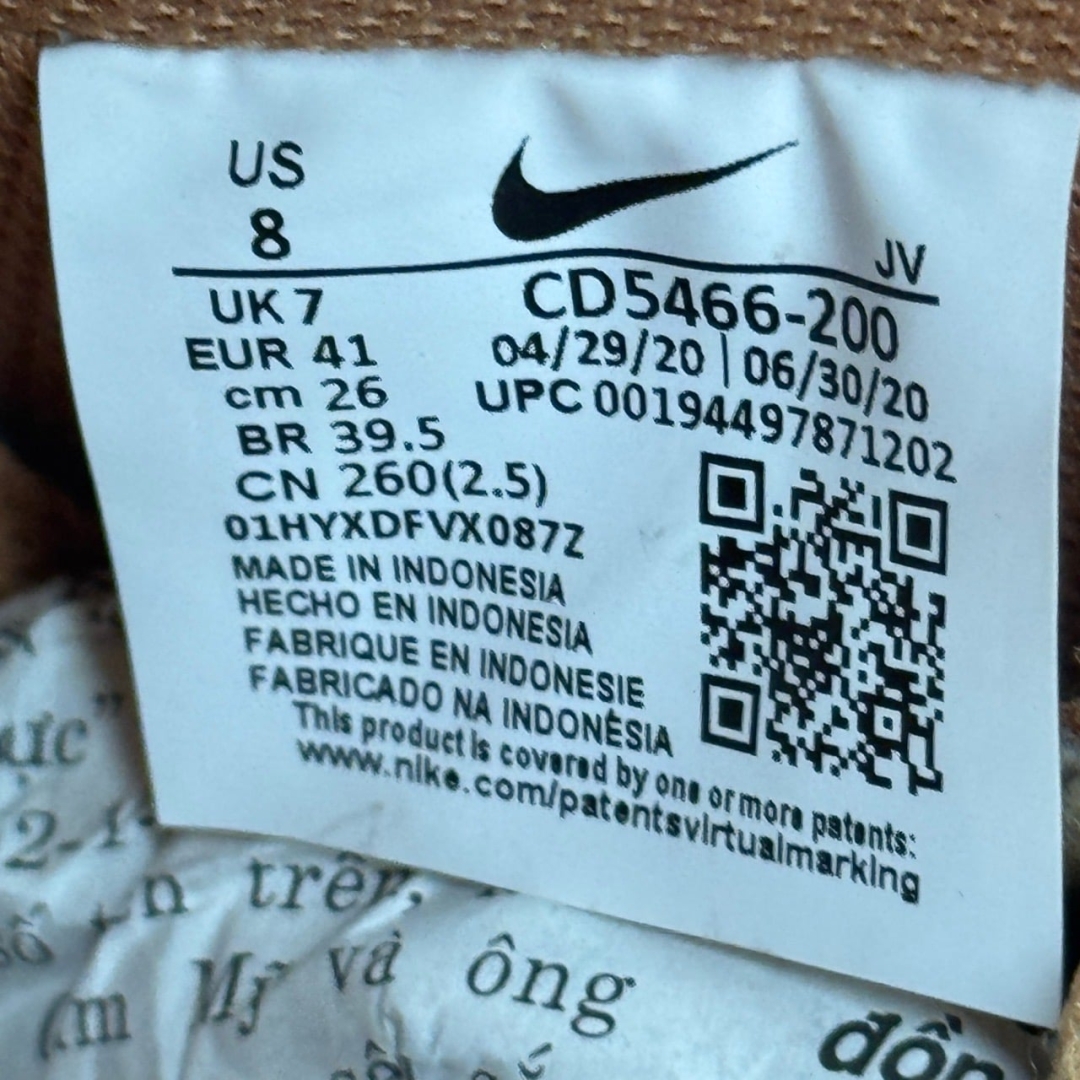 US
8
JV
UK 7
CD5466-200
EUR 41
04/29/20 | 06/30/20
cm 26
UPC 00194497871202
BR 39.5
CN 260(2.5)
01HYXDFVX087Z
MADE IN INDONESIA
HECHO EN INDONESIA
FABRIQUE EN INDONESIE
FABRICADO NA INDONÉSIA
This product is covered by one or more patents:
www.nike.com/patentsvirtualmarking
trên.
Mỹ và ông